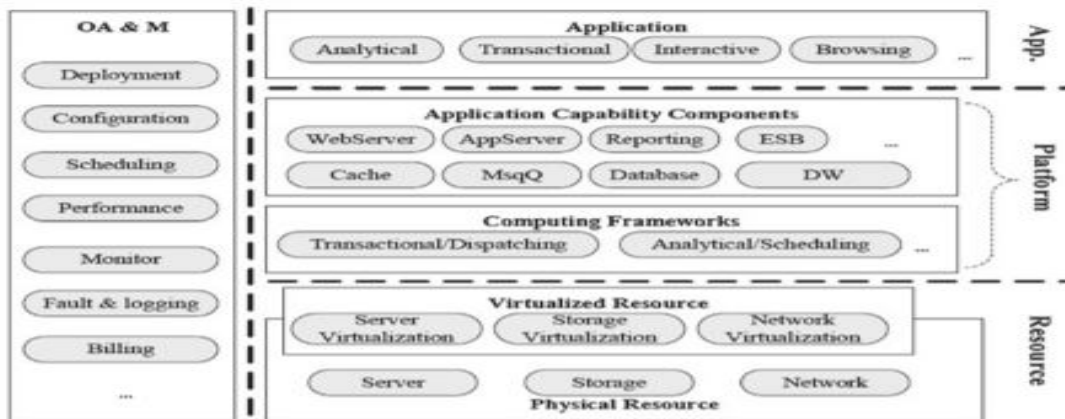 OA & M
Deployment
Configuration
Scheduling
Performance
Monitor
Fault & logging
Billing
...
Application
Analytical Transactional Interactive Browsing ...
App.
Application Capability Components
WebServer AppServer Reporting ESB ...
Cache MsqQ Database DW
Computing Frameworks
Transactional/Dispatching Analytical/Scheduling ...
Platform
Virtualized Resource
Server Virtualization
Storage Virtualization
Network Virtualization
Server Storage Network
Physical Resource
Resource